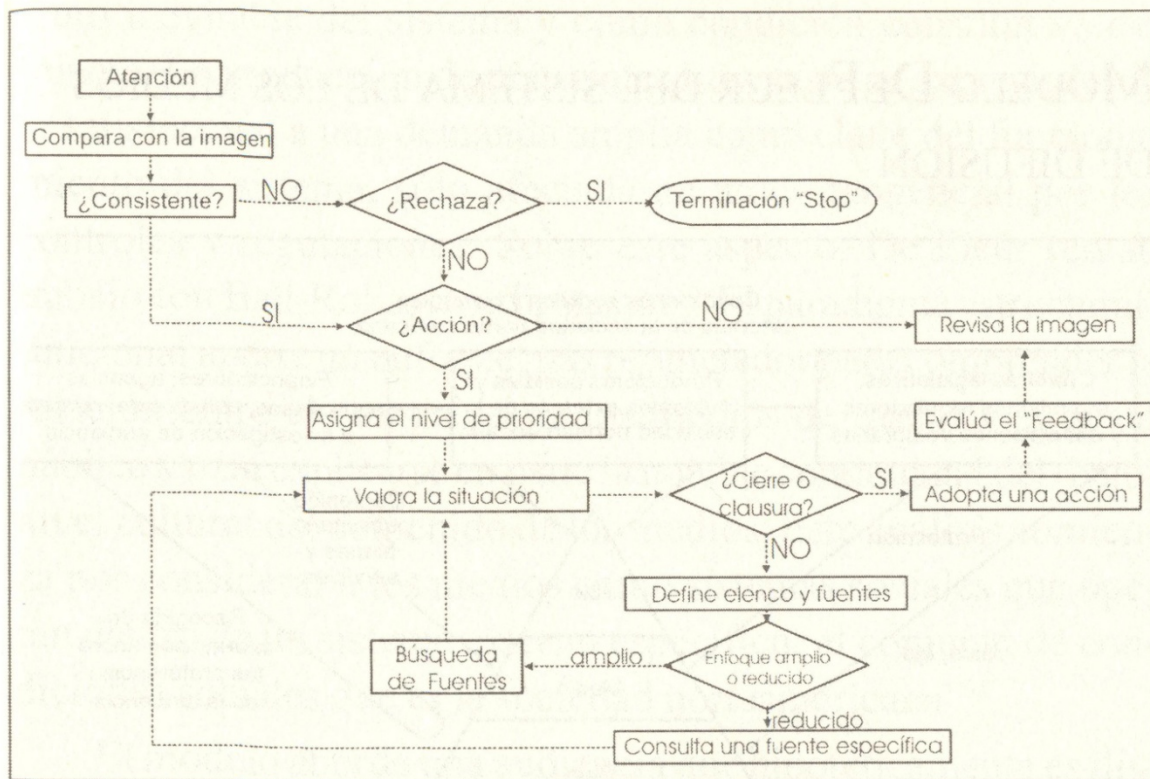 Atención
Compara con la imagen
¿Consistente?
NO
¿Rechaza?
SI
Terminación "Stop"
NO
SI
¿Acción?
NO
Revisa la imagen
SI
Asigna el nivel de prioridad
Evalúa el "Feedback"
Valora la situación
¿Cierre o
clausura?
SI
Adopta una acción
NO
Define elenco y fuentes
Búsqueda
de Fuentes
amplio
Enfoque amplio
o reducido
reducido
Consulta una fuente específica